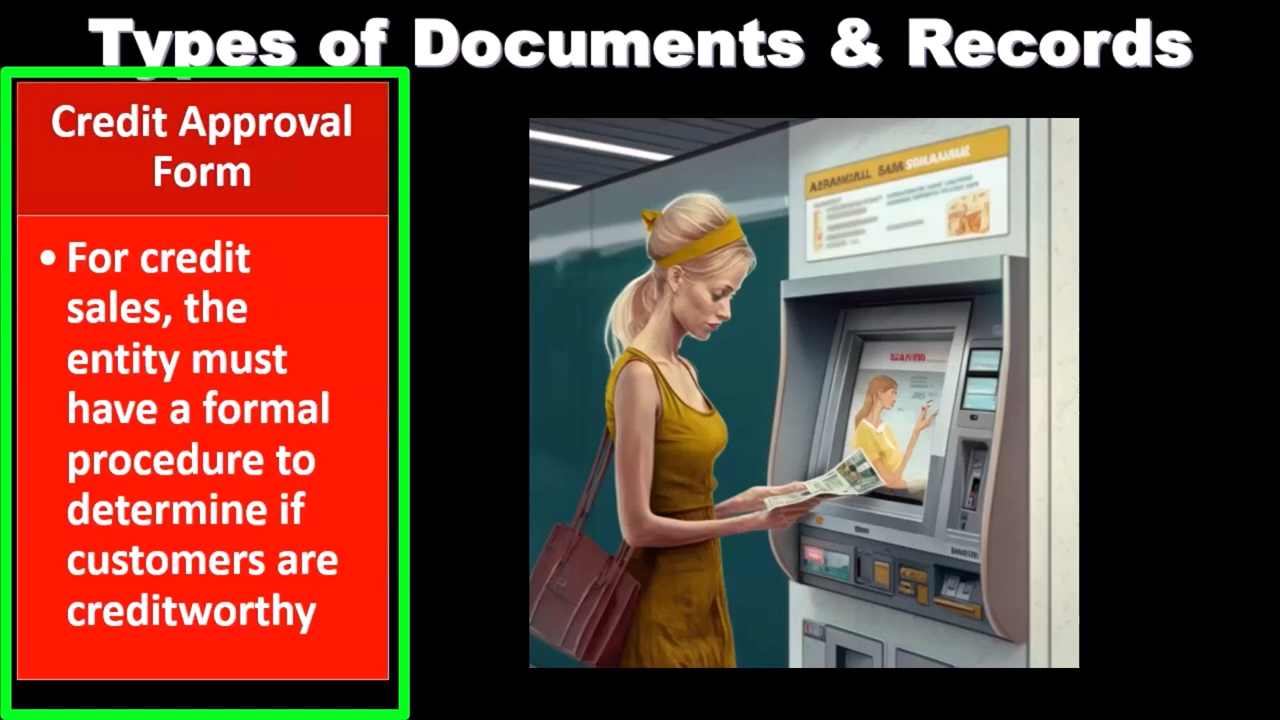 Types of Documents & Records
Credit Approval
Form
• For credit
sales, the
entity must
have a formal
procedure to
determine if
customers are
creditworthy